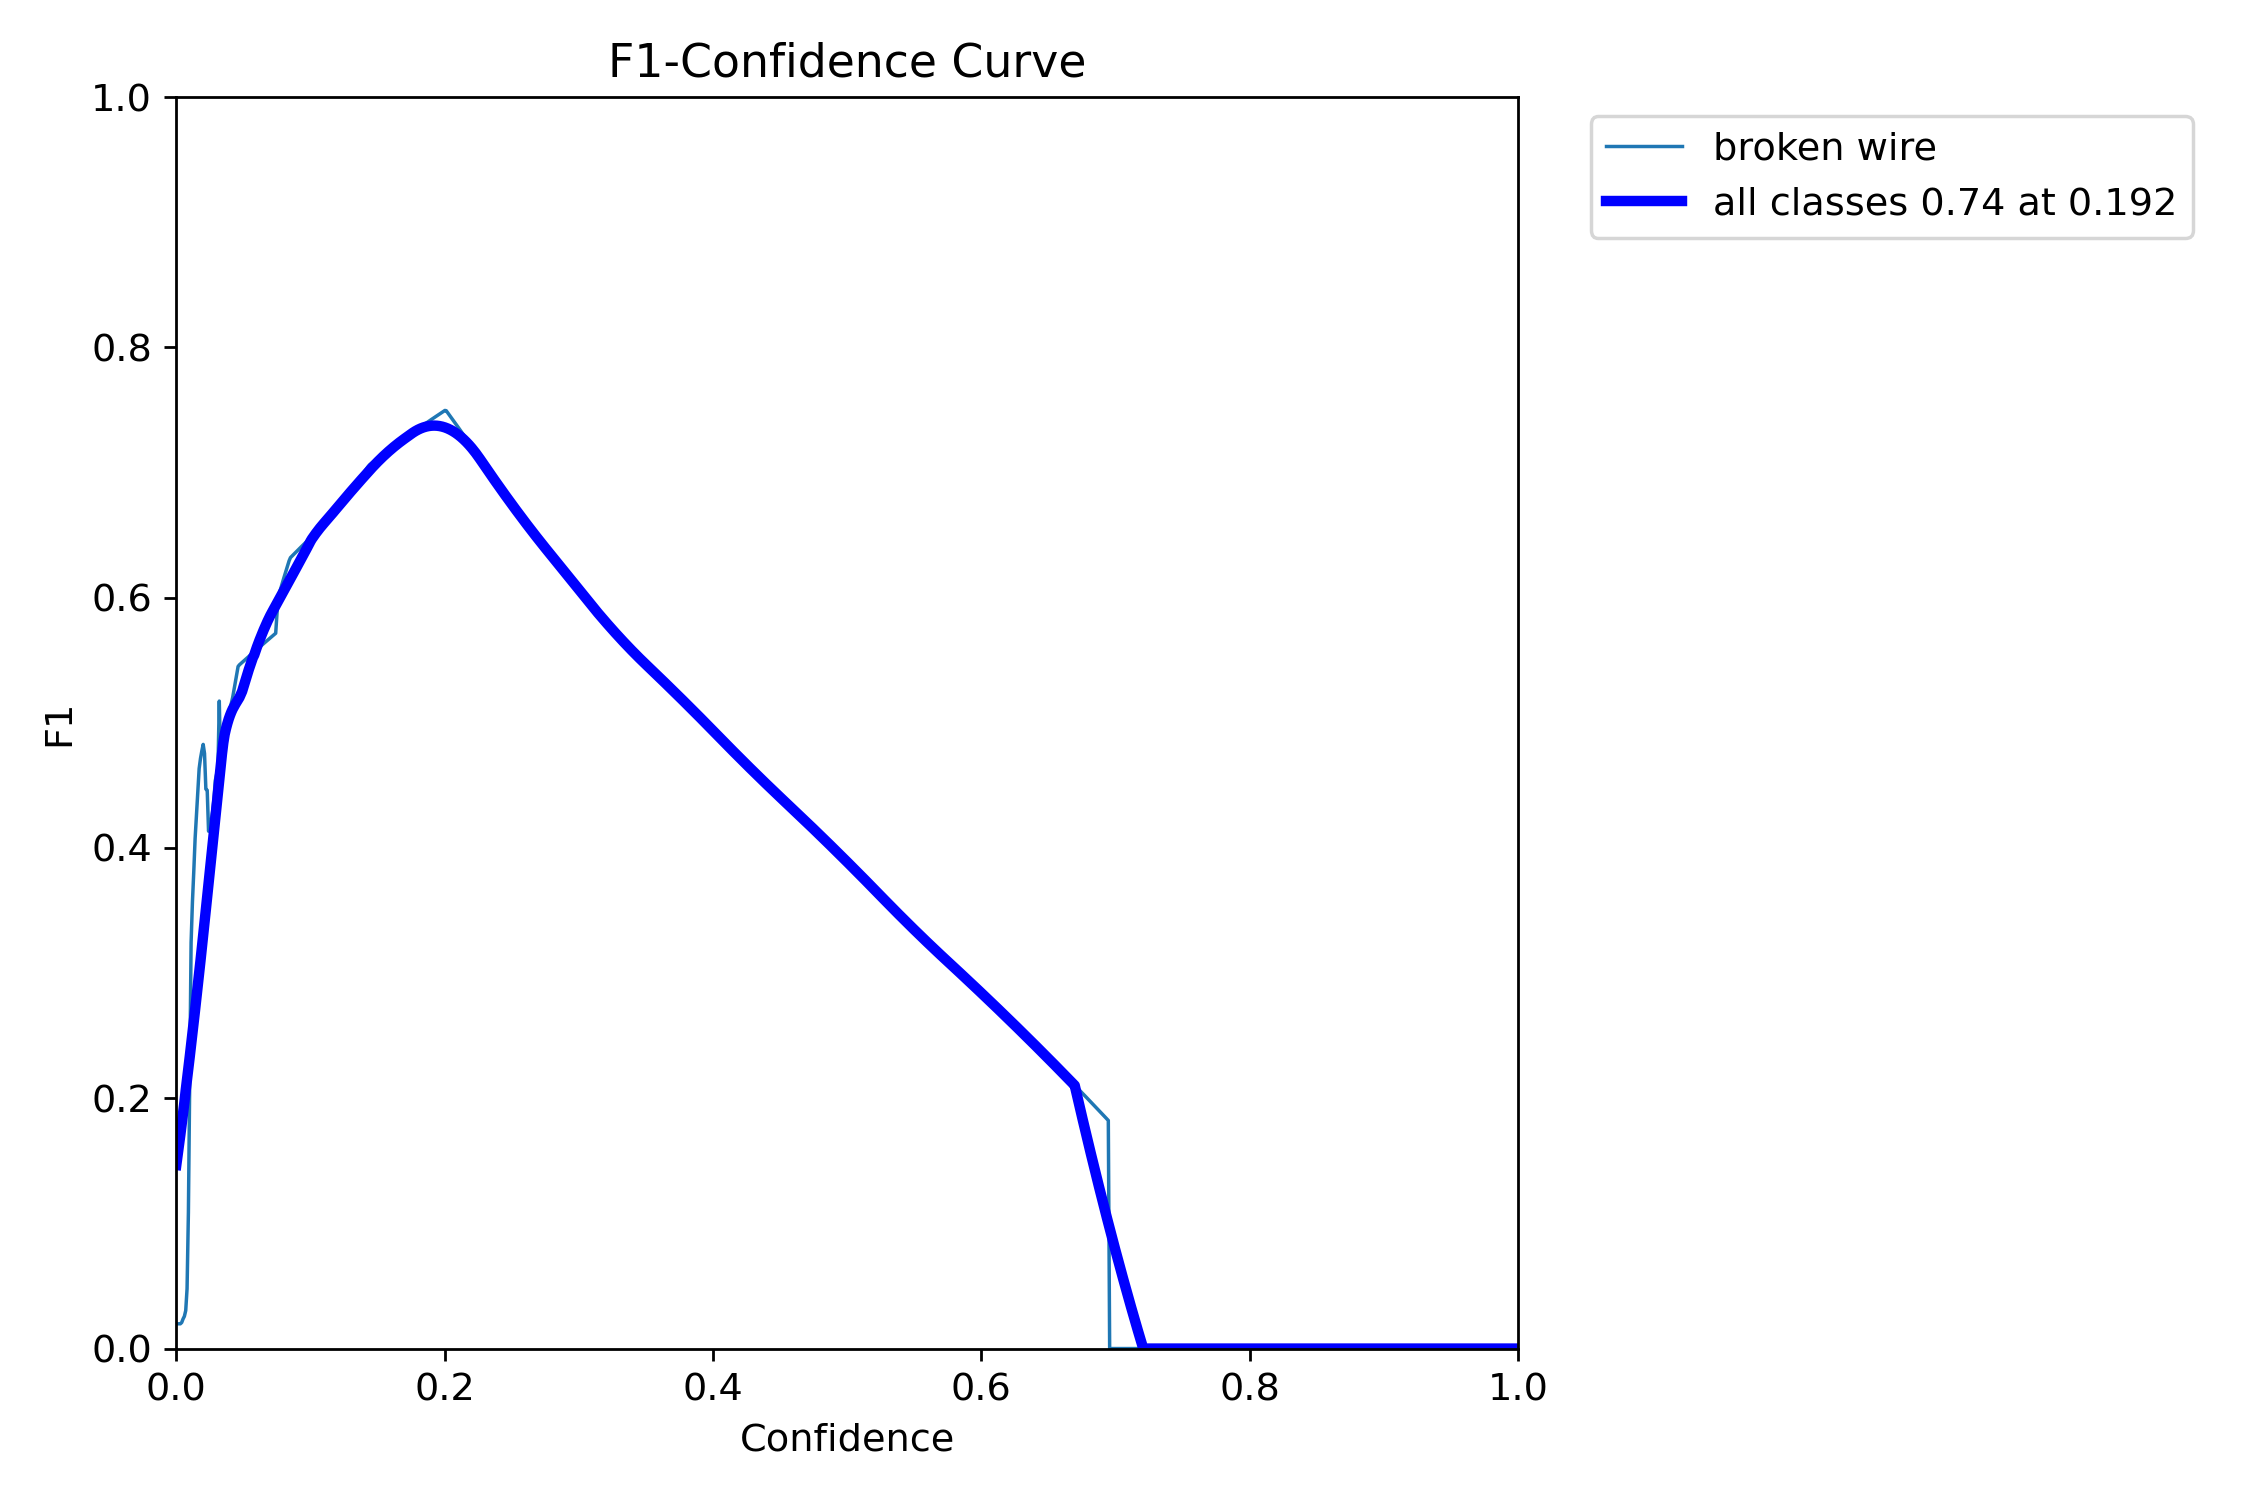 F1-Confidence Curve
1.0
0.8
0.6
0.4
0.2
0.0
F1
0.0 0.2 0.4 0.6 0.8 1.0
Confidence
broken wire
all classes 0.74 at 0.192